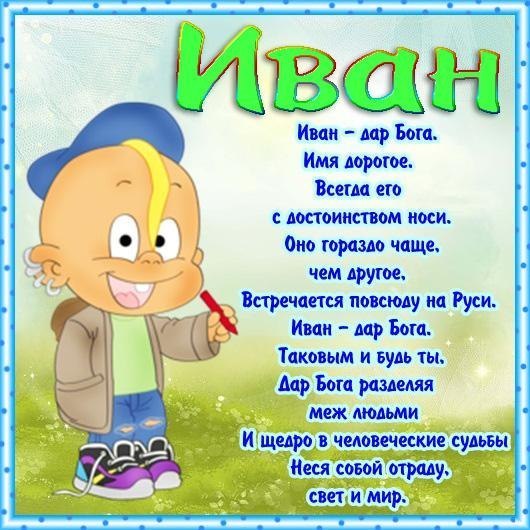 Иван
Иван – дар Бога.
Имя дорогое.
Всегда его
с достоинством носи.
Оно гораздо чаще,
чем другое,
Встречается повсюду на Руси.
Иван – дар Бога.
Таковым и будь ты,
Дар Бога разделяя
меж людьми
И щедро в человеческие судьбы
Неся собой отраду,
свет и мир.